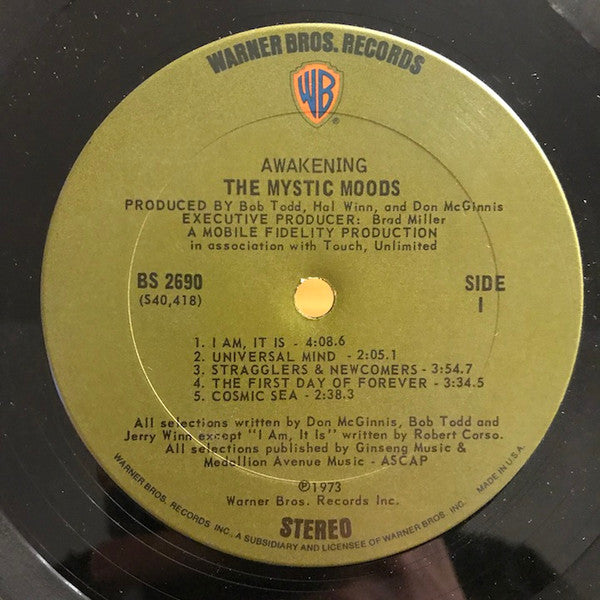 WARNER BROS. RECORDS
WB
®
AWAKENING
THE MYSTIC MOODS
PRODUCED BY Bob Todd, Hal Winn, and Don McGinnis
EXECUTIVE PRODUCER: Brad Miller
A MOBILE FIDELITY PRODUCTION
in association with Touch, Unlimited
BS 2690
(S40,418)
SIDE
1
1. I AM, IT IS - 4:08.6
2. UNIVERSAL MIND - 2:05.1
3. STRAGGLERS & NEWCOMERS - 3:54.7
4. THE FIRST DAY OF FOREVER - 3:34.5
5. COSMIC SEA - 2:38.3
All selections written by Don McGinnis, Bob Todd and
Jerry Winn except "I Am, It Is" written by Robert Corso.
All selections published by Ginseng Music &
Medallion Avenue Music - ASCAP
℗1973
Warner Bros. Records Inc.
STEREO
WARNER BROS. RECORDS INC., A SUBSIDIARY AND LICENSEE OF WARNER BROS. INC. MADE IN U.S.A.